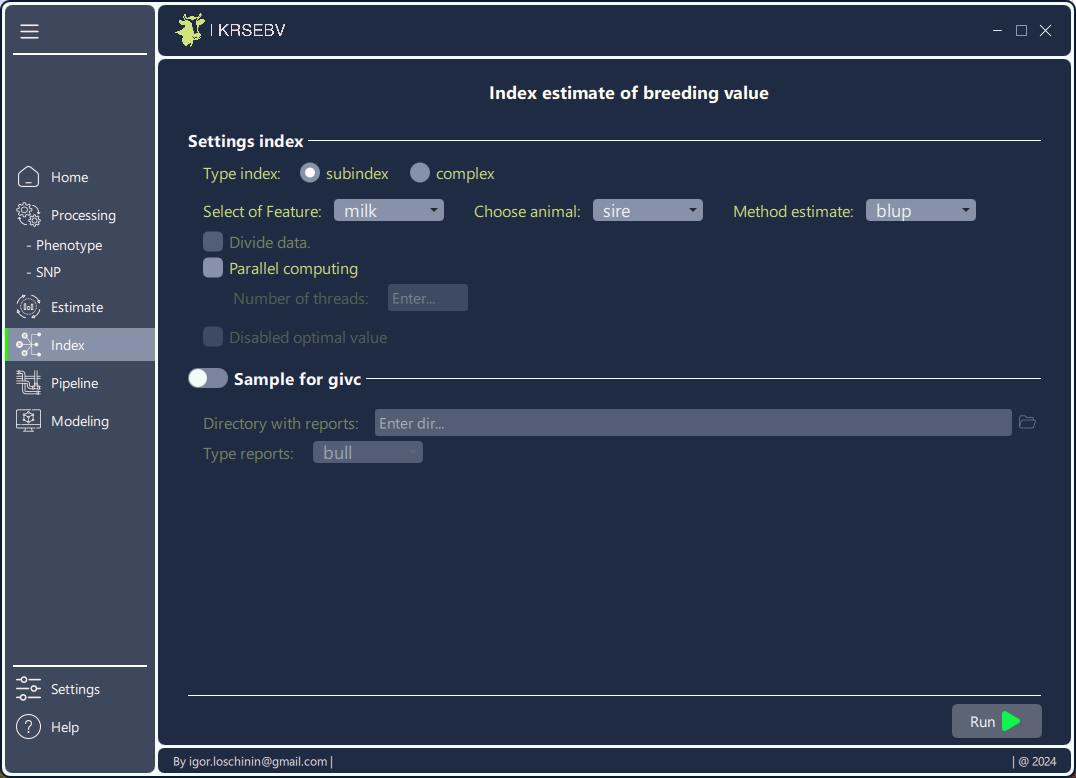 | KRSEBV
Index estimate of breeding value
Settings index
Type index: subindex complex
Select of Feature: milk Choose animal: sire Method estimate: blup
Divide data.
Parallel computing
Number of threads: Enter...
Disabled optimal value
Sample for givc
Directory with reports: Enter dir...
Type reports: bull
Home
Processing
- Phenotype
- SNP
Estimate
Index
Pipeline
Modeling
Settings
? Help
Run
By igor.loschinin@gmail.com | | @ 2024